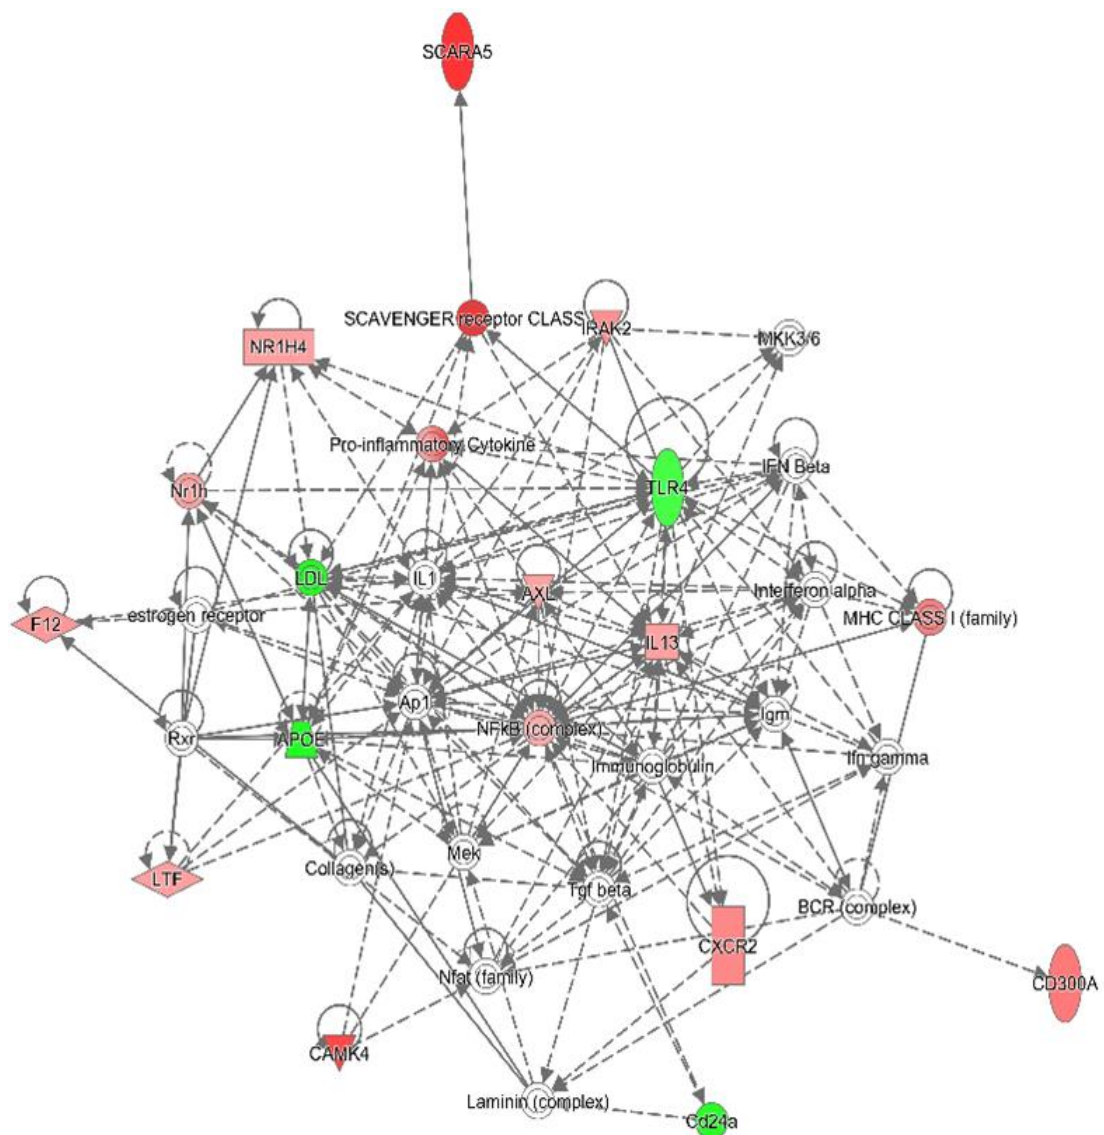 SCARA5
SCAVENGER receptor CLASS
IRAK2
MKK3/6
NR1H4
Pro-inflammatory Cytokine
IFN Beta
TLR4
Nr1h
LDL
IL1
AXL
Interferon alpha
estrogen receptor
F12
MHC CLASS I (family)
IL13
Ap1
Igm
NFkB (complex)
Rxr
APOE
Immunoglobulin
Ifn gamma
Mek
Collagen(s)
LTF
Tgf beta
BCR (complex)
CXCR2
Nfat (family)
CD300A
CAMK4
Laminin (complex)
Cd24a